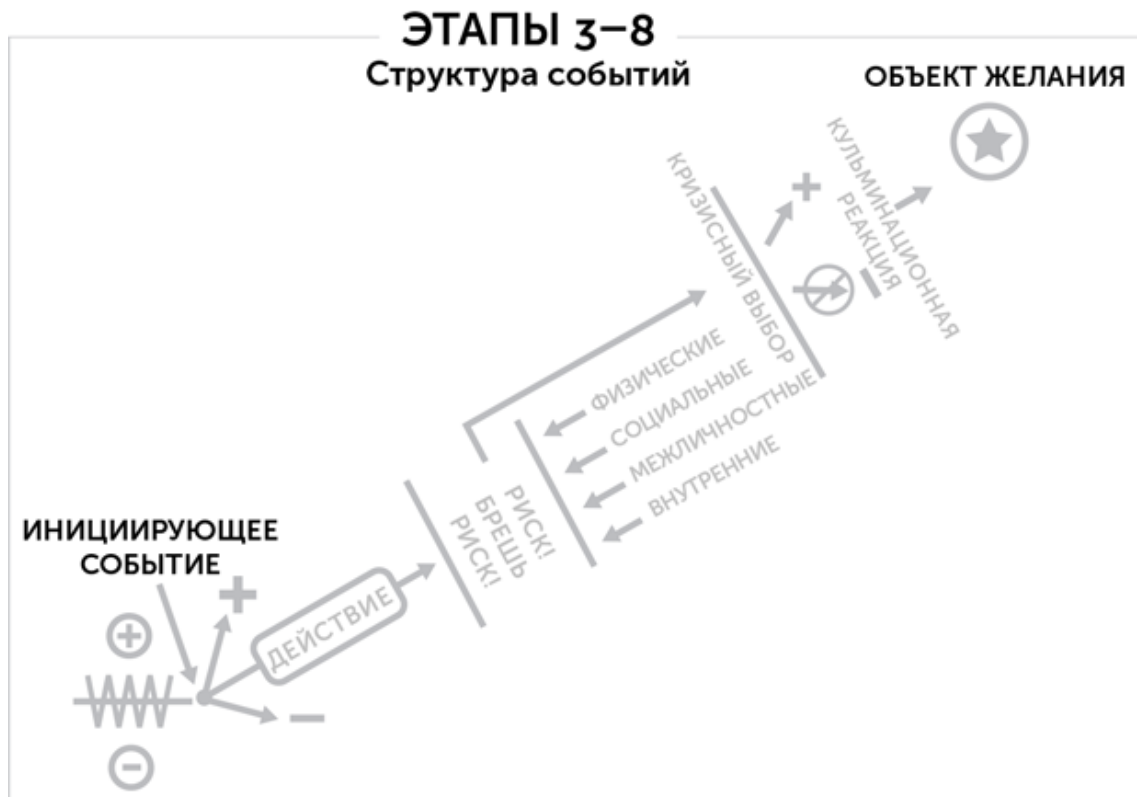 ЭТАПЫ 3–8
Структура событий
ОБЪЕКТ ЖЕЛАНИЯ
КУЛЬМИНАЦИОННАЯ
РЕАКЦИЯ
КРИЗИСНЫЙ ВЫБОР
ФИЗИЧЕСКИЕ
СОЦИАЛЬНЫЕ
МЕЖЛИЧНОСТНЫЕ
ВНУТРЕННИЕ
РИСК!
БРЕШЬ
РИСК!
ИНИЦИИРУЮЩЕЕ
СОБЫТИЕ
ДЕЙСТВИЕ